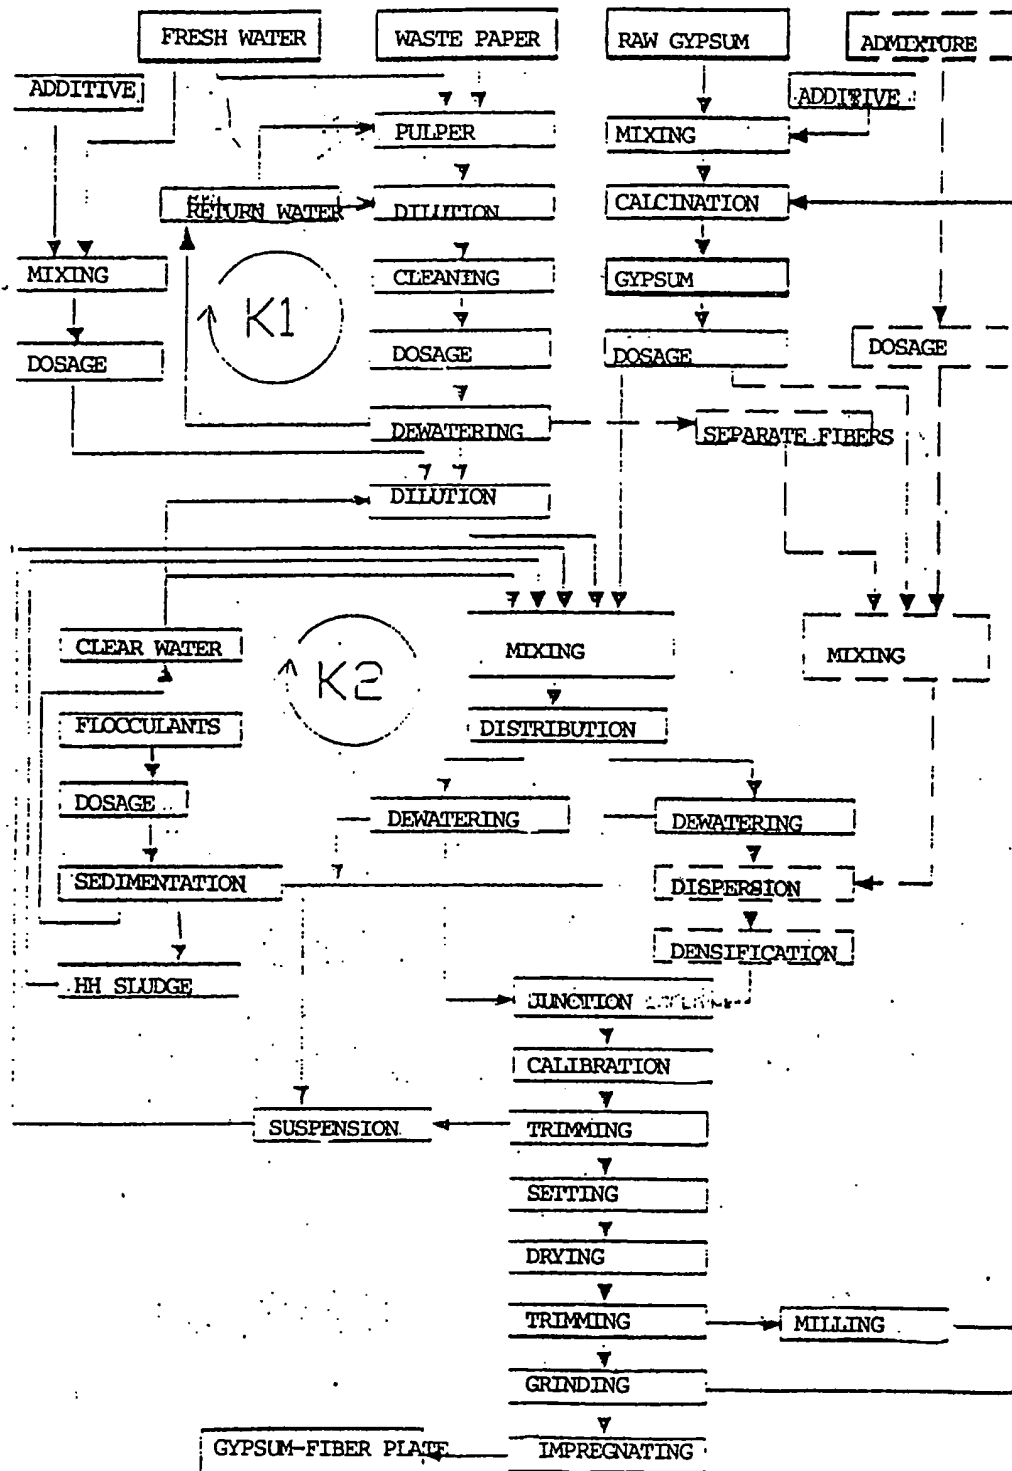 FRESH WATER
WASTE PAPER
RAW GYPSUM
ADMIXTURE
ADDITIVE
ADDITIVE
PULPER
MIXING
RETURN WATER
DILUTION
CALCINATION
MIXING
CLEANING
GYPSUM
K1
DOSAGE
DOSAGE
DOSAGE
DOSAGE
DEWATERING
SEPARATE FIBERS
DILUTION
CLEAR WATER
K2
MIXING
MIXING
FLOCCULANTS
DISTRIBUTION
DOSAGE
DEWATERING
DEWATERING
SEDIMENTATION
DISPERSION
DENSIFICATION
HH SLUDGE
JUNCTION
CALIBRATION
SUSPENSION
TRIMMING
SETTING
DRYING
TRIMMING
MILLING
GRINDING
GYPSUM-FIBER PLATE
IMPREGNATING